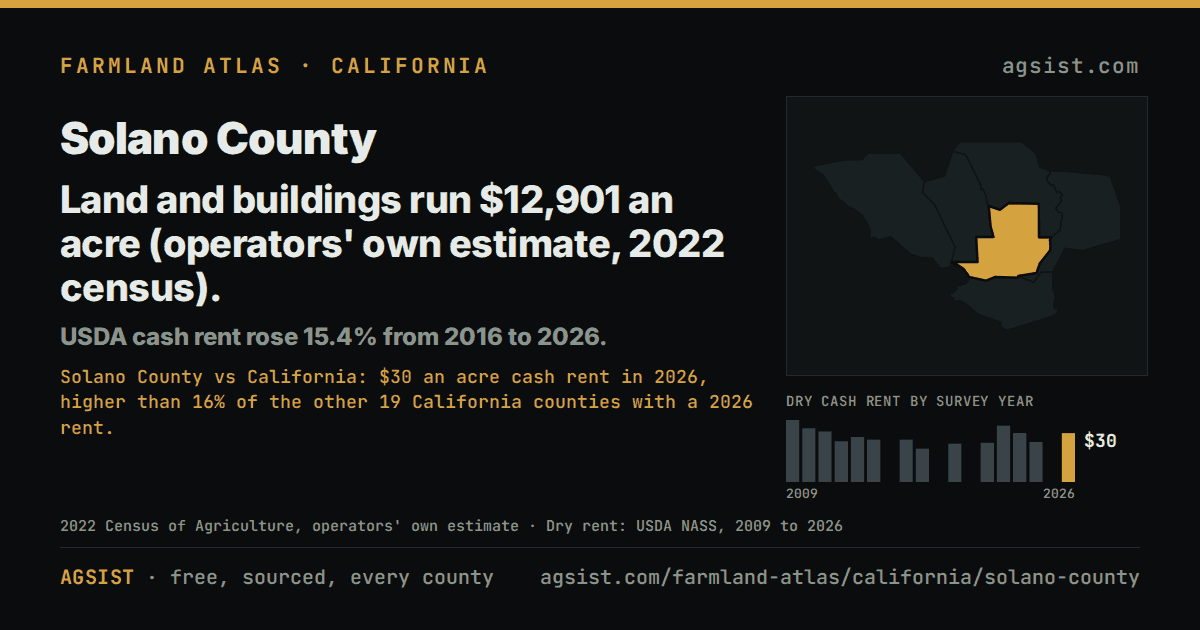 FARMLAND ATLAS · CALIFORNIA
agsist.com
Solano County
Land and buildings run $12,901 an
acre (operators' own estimate, 2022
census).
USDA cash rent rose 15.4% from 2016 to 2026.
Solano County vs California: $30 an acre cash rent in 2026,
higher than 16% of the other 19 California counties with a 2026
rent.
DRY CASH RENT BY SURVEY YEAR
$30
2009
2026
2022 Census of Agriculture, operators' own estimate · Dry rent: USDA NASS, 2009 to 2026
AGSIST · free, sourced, every county
agsist.com/farmland-atlas/california/solano-county